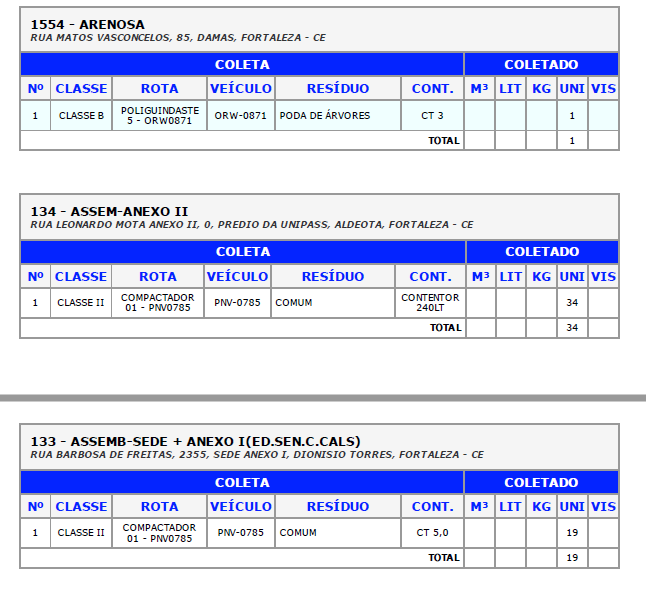 1554 - ARENOSA
RUA MATOS VASCONCELOS, 85, DAMAS, FORTALEZA - CE
COLETA COLETADO
Nº CLASSE ROTA VEÍCULO RESÍDUO CONT. M³ LIT KG UNI VIS
1 CLASSE B POLIGUINDASTE 5 - ORW0871 ORW-0871 PODA DE ÁRVORES CT 3 1
TOTAL 1
134 - ASSEM-ANEXO II
RUA LEONARDO MOTA ANEXO II, 0, PREDIO DA UNIPASS, ALDEOTA, FORTALEZA - CE
COLETA COLETADO
Nº CLASSE ROTA VEÍCULO RESÍDUO CONT. M³ LIT KG UNI VIS
1 CLASSE II COMPACTADOR 01 - PNV0785 PNV-0785 COMUM CONTENTOR 240LT 34
TOTAL 34
133 - ASSEMB-SEDE + ANEXO I(ED.SEN.C.CALS)
RUA BARBOSA DE FREITAS, 2355, SEDE ANEXO I, DIONISIO TORRES, FORTALEZA - CE
COLETA COLETADO
Nº CLASSE ROTA VEÍCULO RESÍDUO CONT. M³ LIT KG UNI VIS
1 CLASSE II COMPACTADOR 01 - PNV0785 PNV-0785 COMUM CT 5,0 19
TOTAL 19